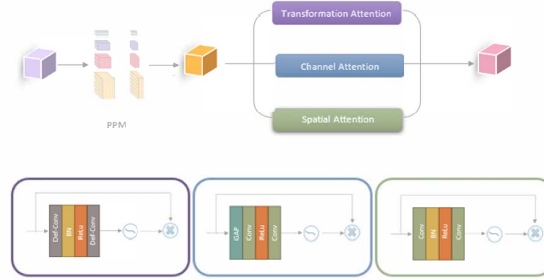 Transformation Attention
Channel Attention
Spatial Attention
PPM
Def-Conv
BN
ReLu
Def-Conv
GAP
Conv
ReLu
Conv
Conv
BN
ReLu
Conv